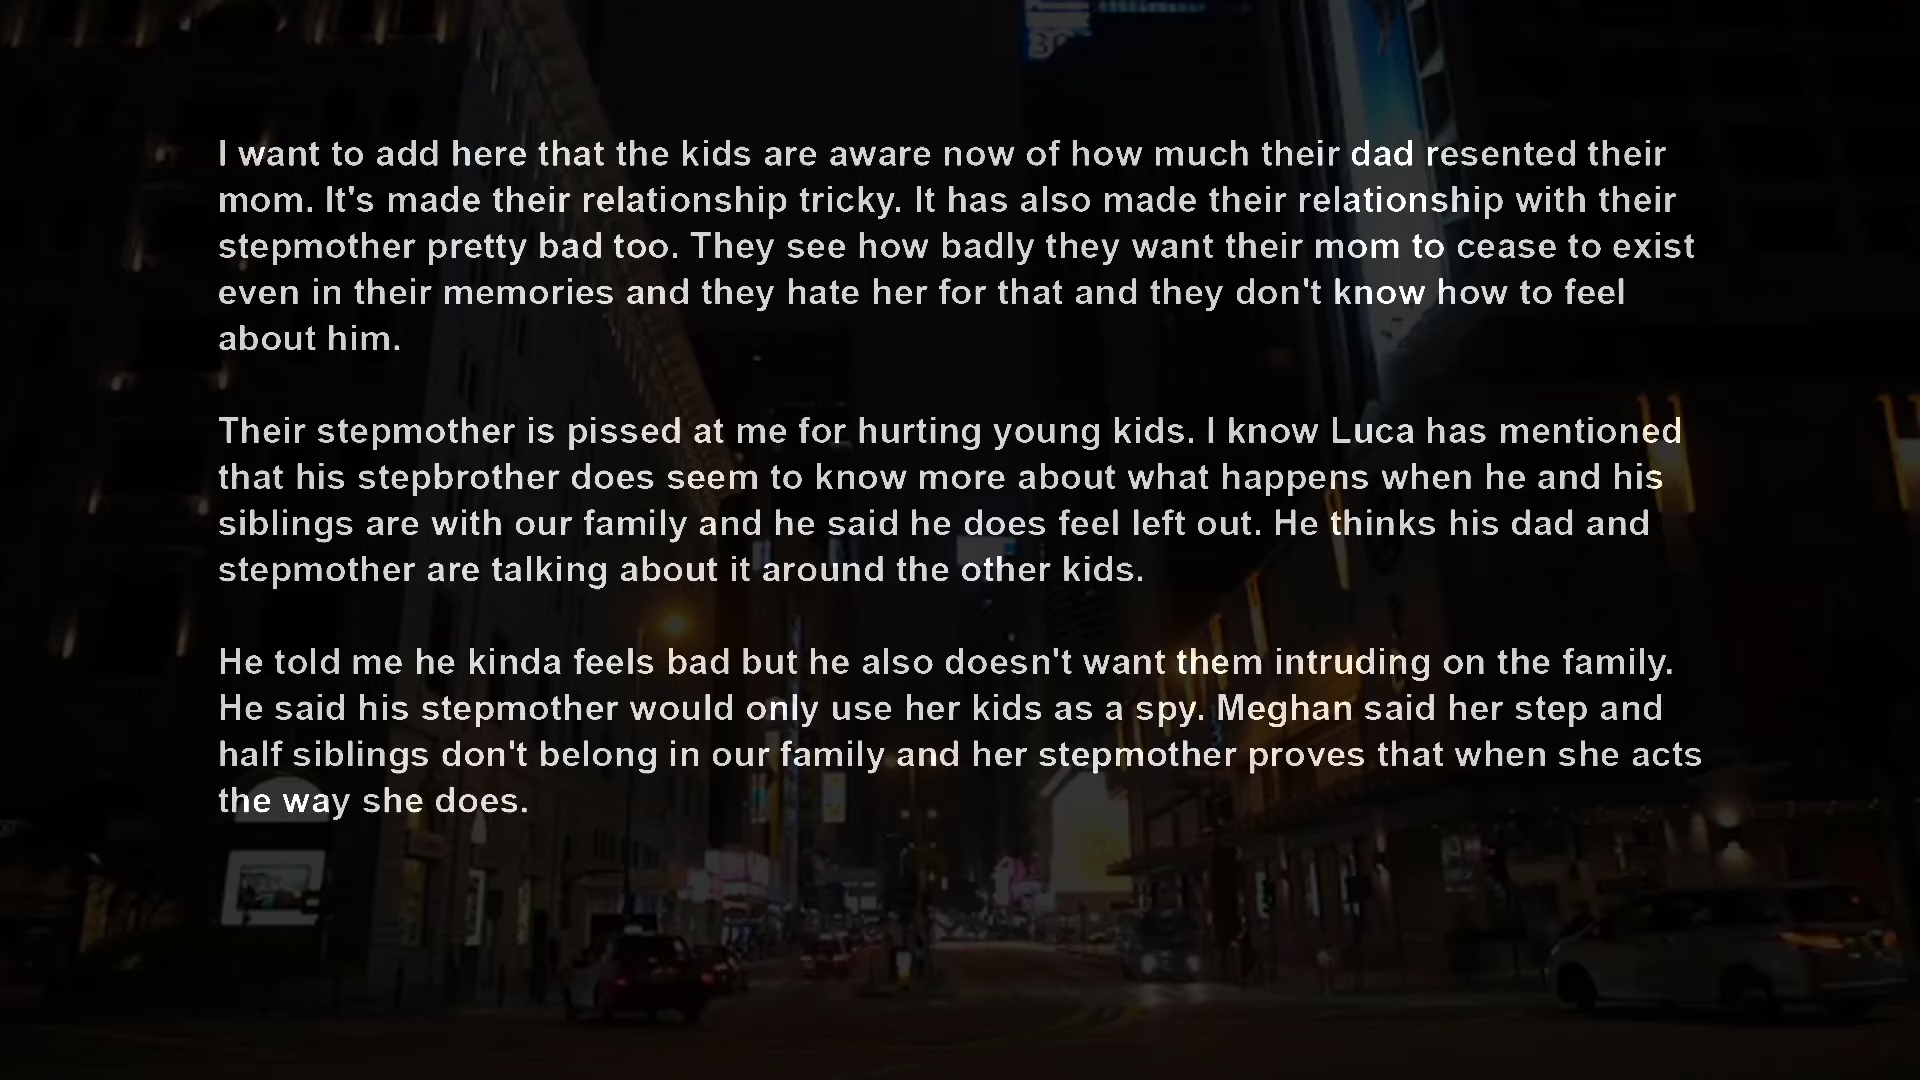 I want to add here that the kids are aware now of how much their dad resented their
mom. It's made their relationship tricky. It has also made their relationship with their
stepmother pretty bad too. They see how badly they want their mom to cease to exist
even in their memories and they hate her for that and they don't know how to feel
about him.
Their stepmother is pissed at me for hurting young kids. I know Luca has mentioned
that his stepbrother does seem to know more about what happens when he and his
siblings are with our family and he said he does feel left out. He thinks his dad and
stepmother are talking about it around the other kids.
He told me he kinda feels bad but he also doesn't want them intruding on the family.
He said his stepmother would only use her kids as a spy. Meghan said her step and
half siblings don't belong in our family and her stepmother proves that when she acts
the way she does.